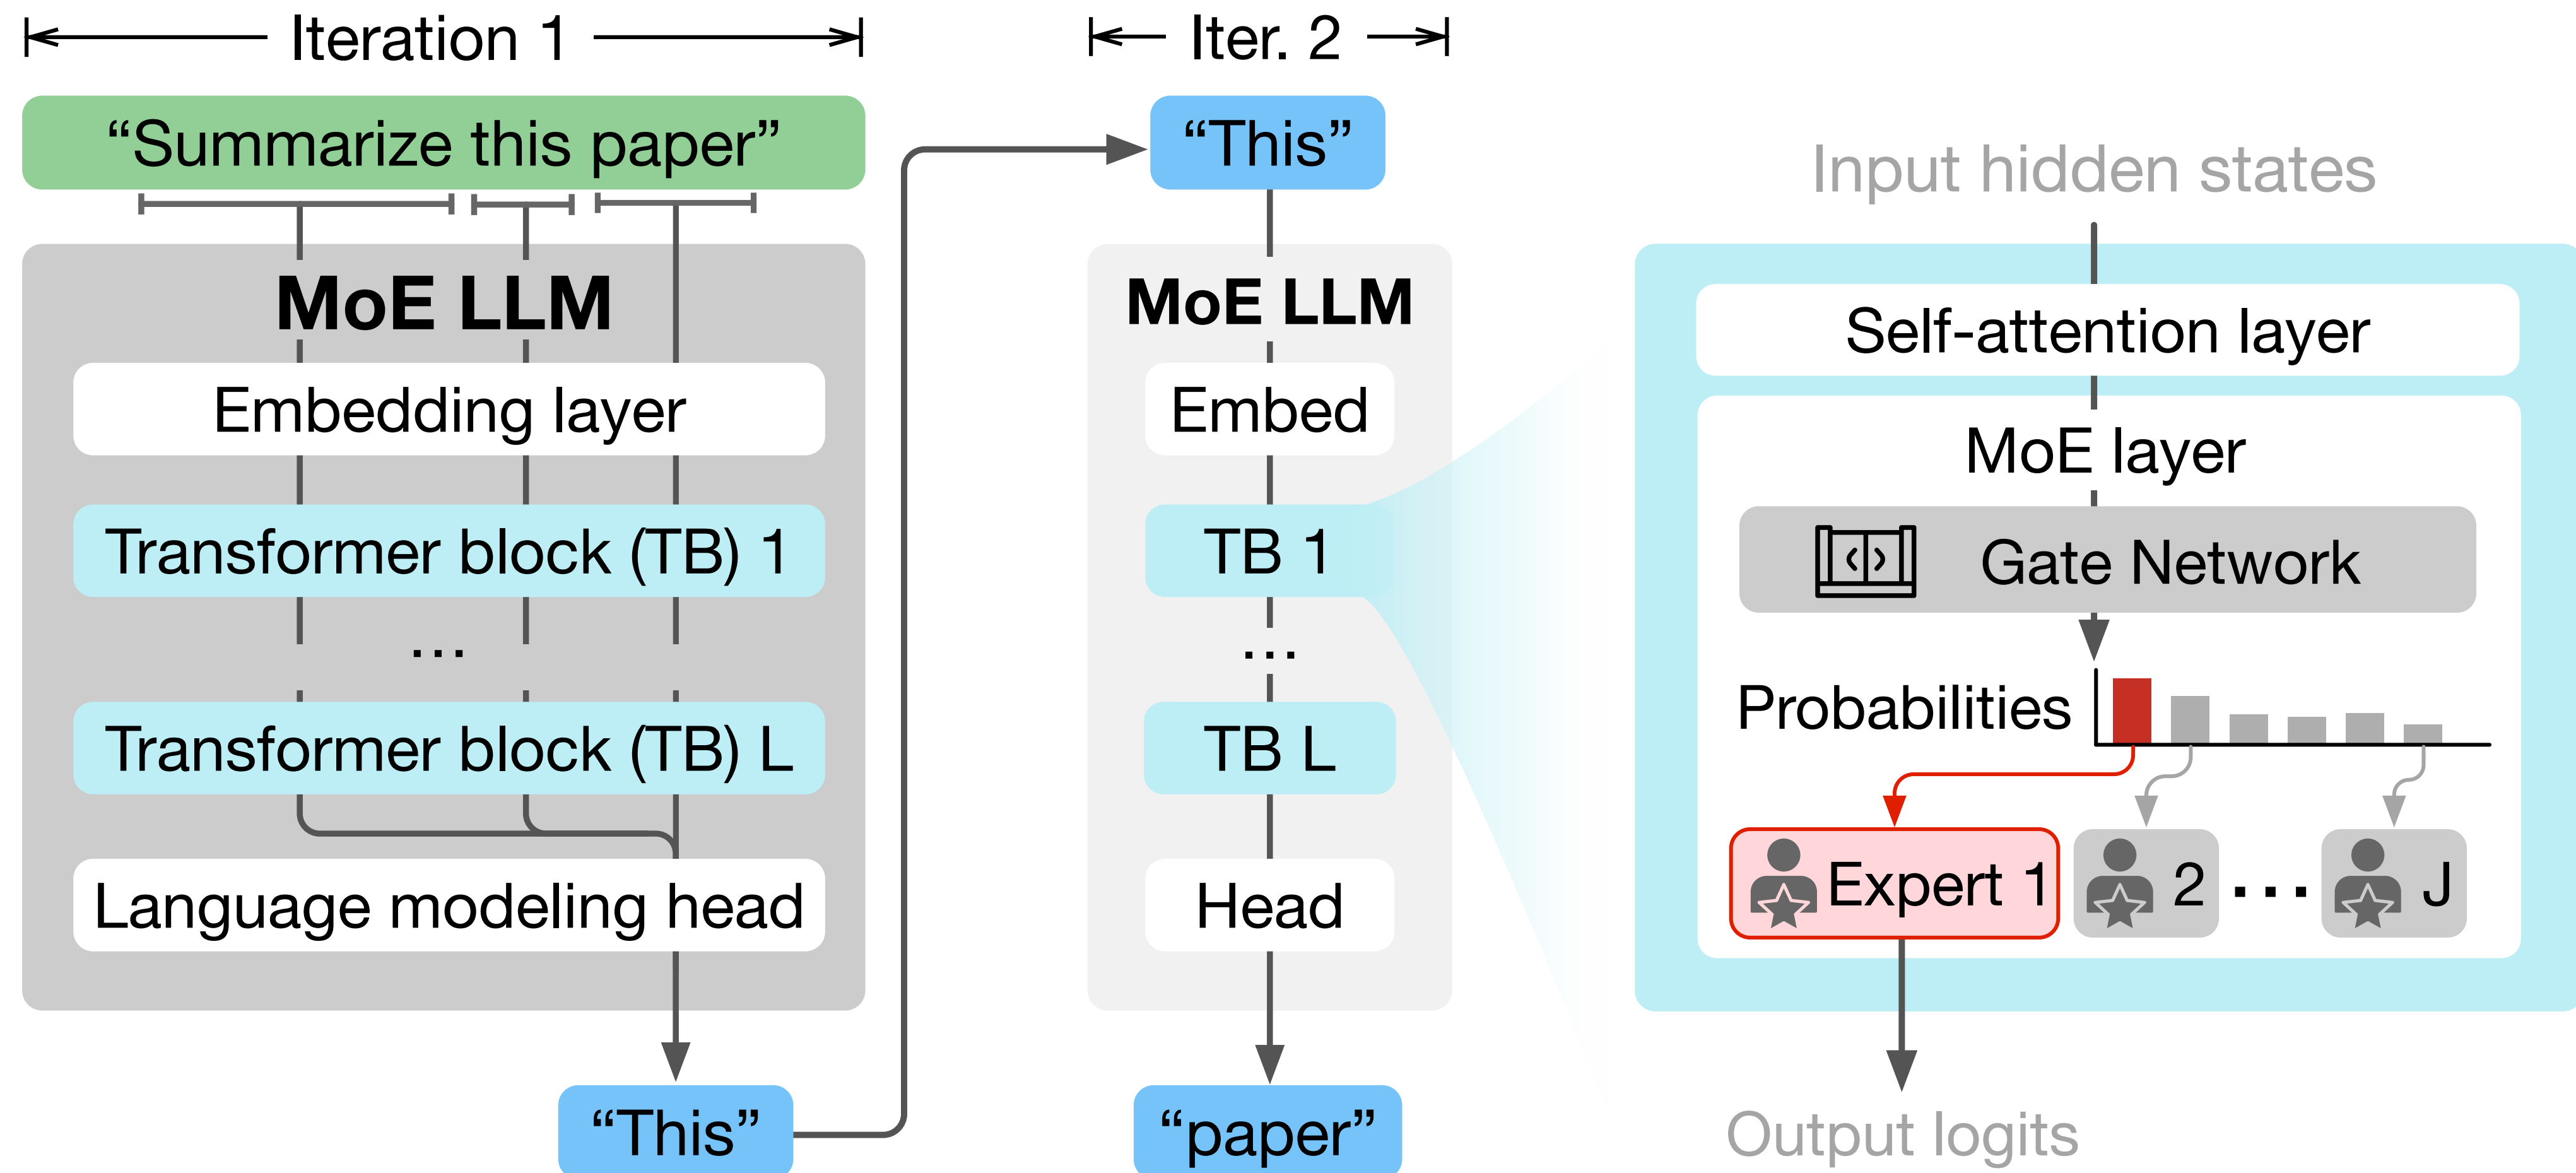 Iteration 1
“Summarize this paper”
MoE LLM
Embedding layer
Transformer block (TB) 1
...
Transformer block (TB) L
Language modeling head
“This”
Iter. 2
“This”
MoE LLM
Embed
TB 1
...
TB L
Head
“paper”
Input hidden states
Self-attention layer
MoE layer
Gate Network
Probabilities
Expert 1 2 ... J
Output logits